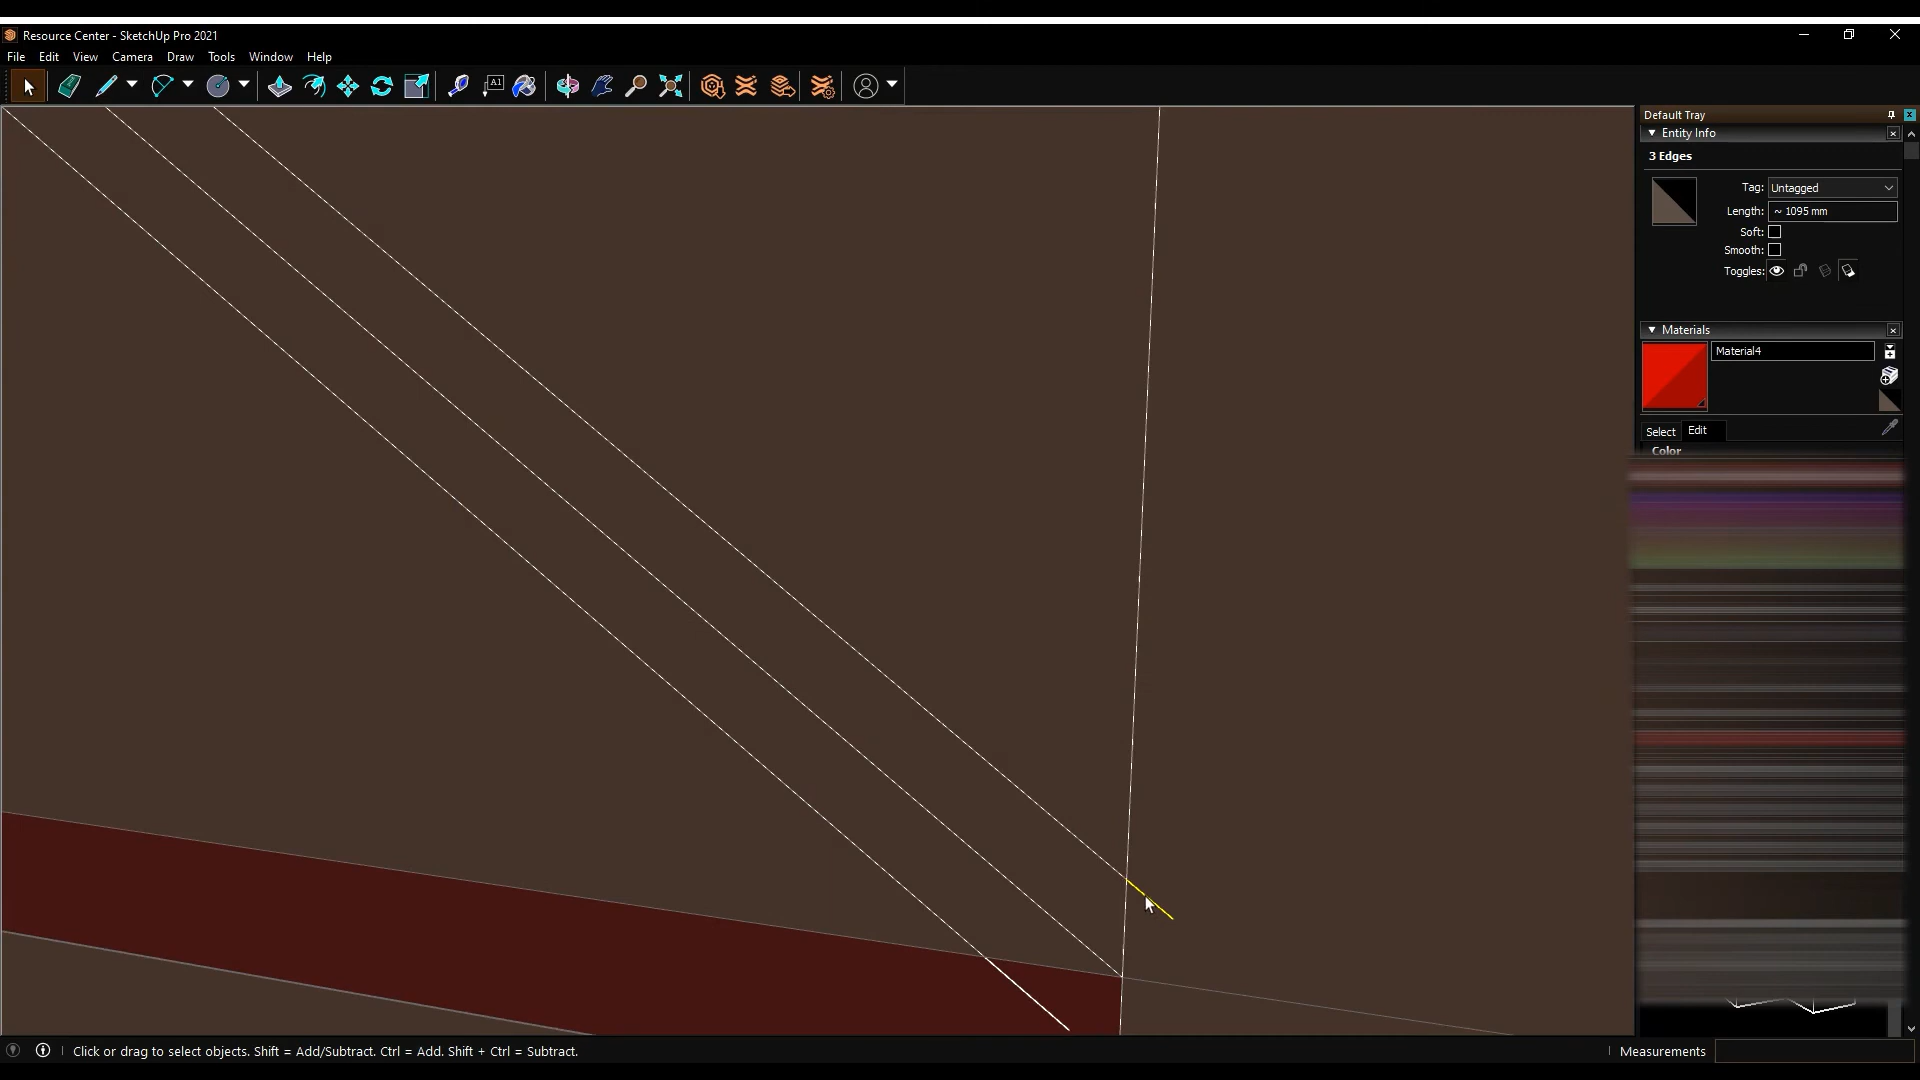 Resource Center - SketchUp Pro 2021
File Edit View Camera Draw Tools Window Help
A1
Default Tray
Entity Info
3 Edges
Tag: Untagged
Length: ~ 1095 mm
Soft:
Smooth:
Toggles:
Materials
Material4
Select Edit
Color
Click or drag to select objects. Shift = Add/Subtract. Ctrl = Add. Shift + Ctrl = Subtract.
Measurements